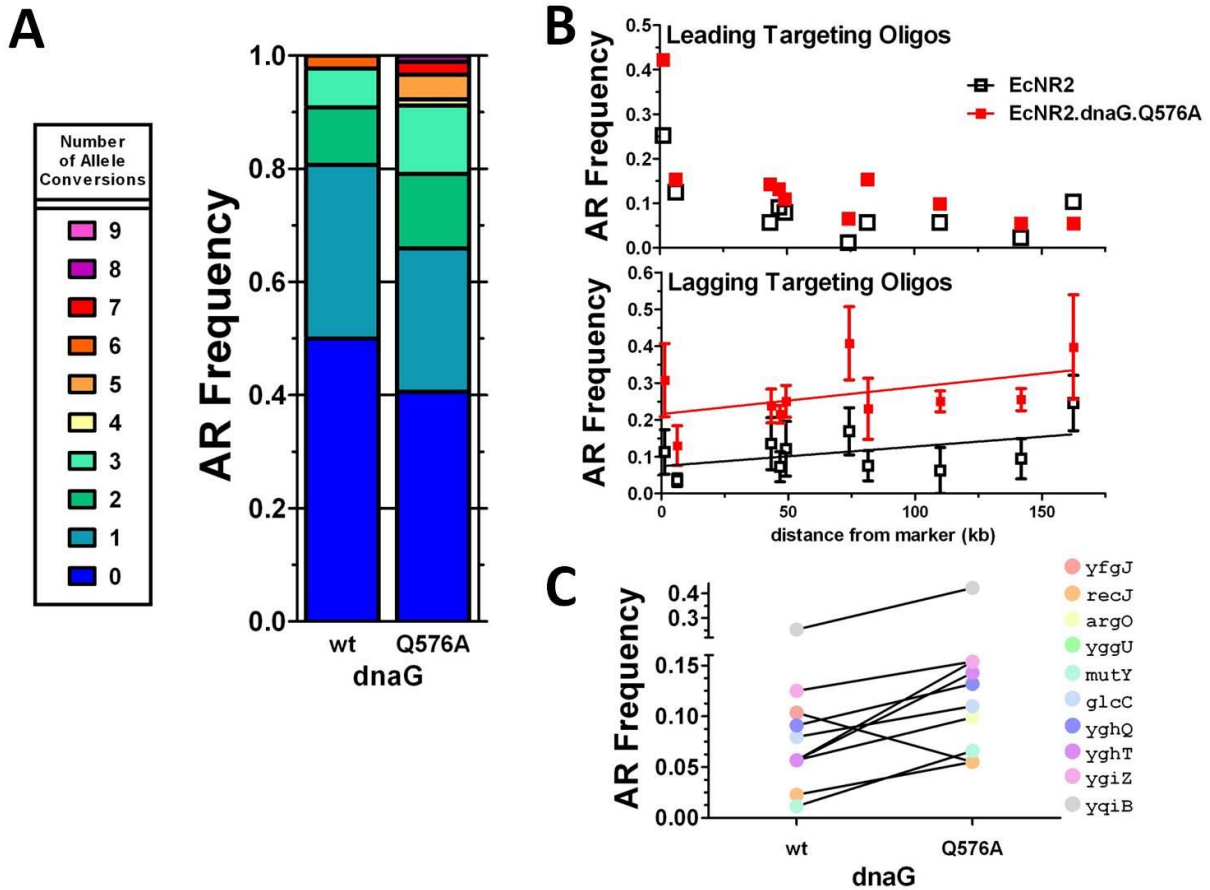 A
Number
of Allele
Conversions
9
8
7
6
5
4
3
2
1
0
AR Frequency
1.0
0.8
0.6
0.4
0.2
0.0
wt
Q576A
dnaG
B
Leading Targeting Oligos
EcNR2
EcNR2.dnaG.Q576A
AR Frequency
0.5
0.4
0.3
0.2
0.1
0.0
Lagging Targeting Oligos
AR Frequency
0.6
0.5
0.4
0.3
0.2
0.1
0.0
0
50
100
150
distance from marker (kb)
C
AR Frequency
0.4
0.3
0.15
0.10
0.05
0.00
wt
Q576A
dnaG
yfgJ
recJ
argO
yggU
mutY
glcC
yghQ
yghT
ygiZ
yqiB